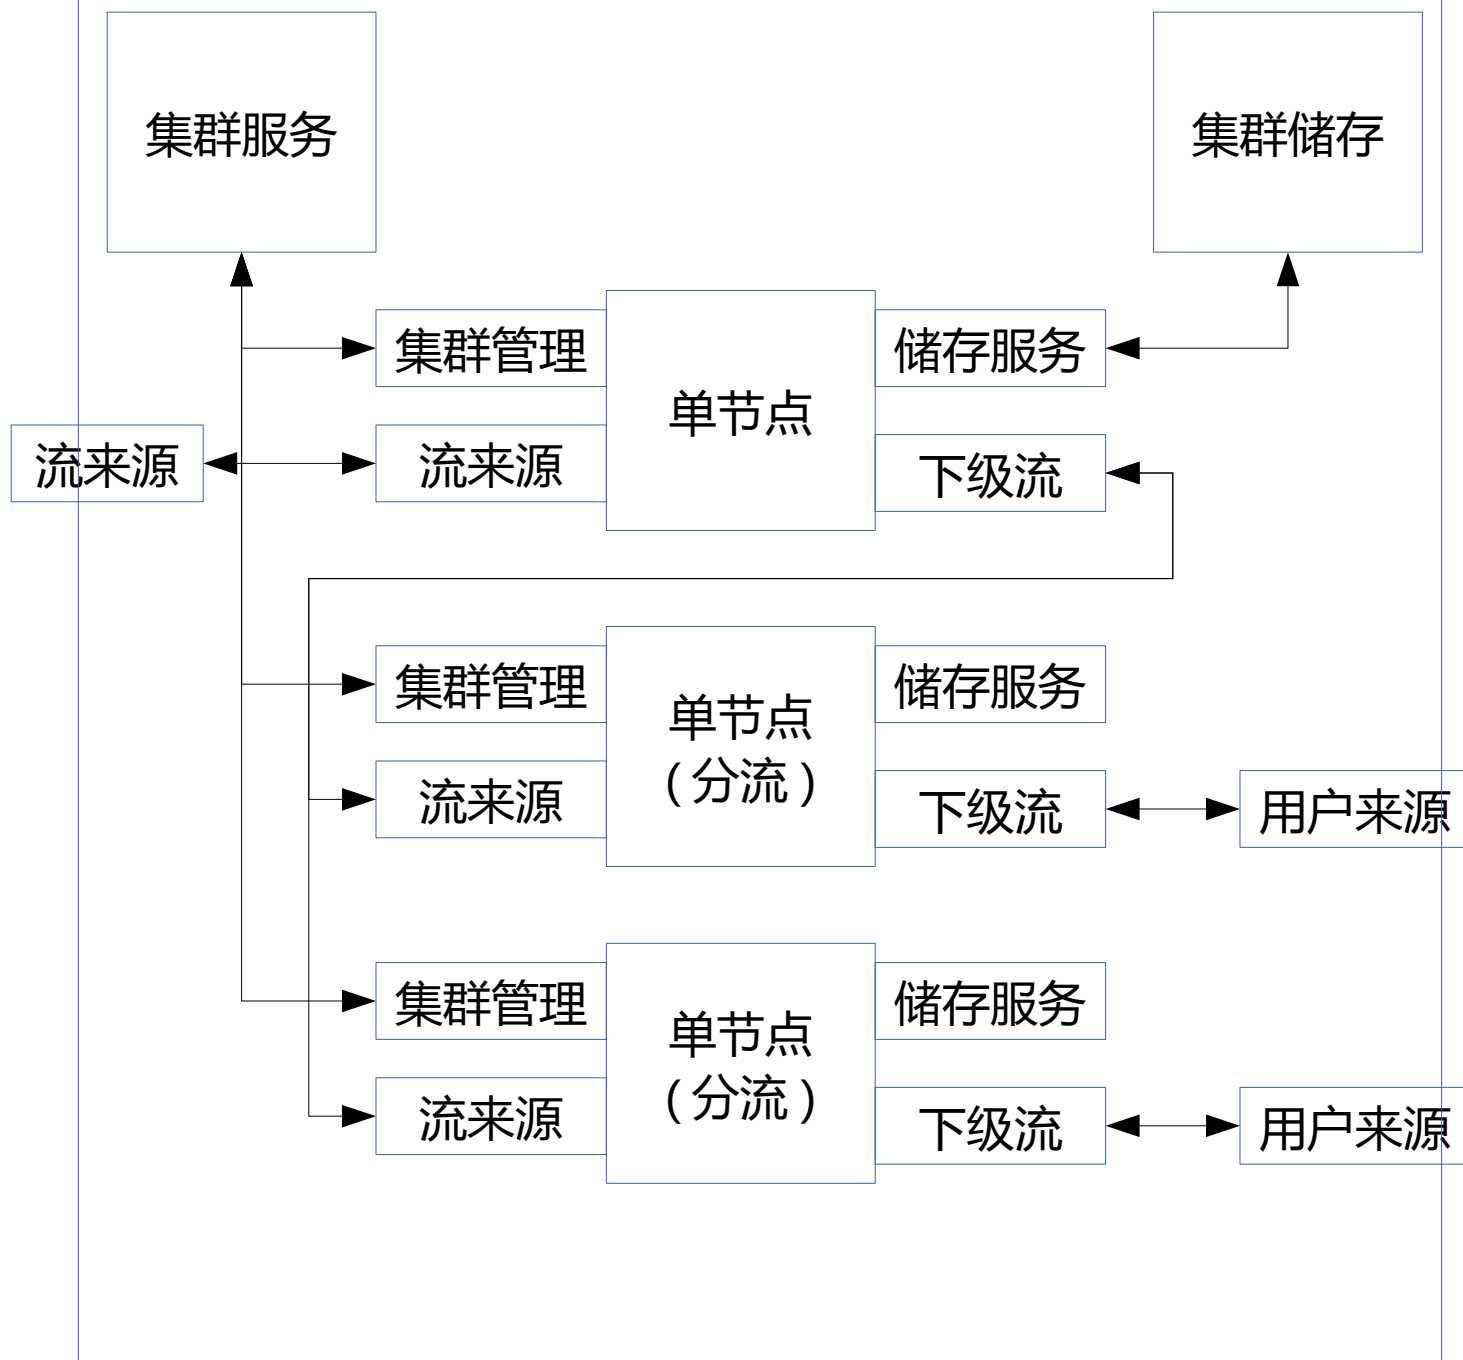 集群服务
集群储存
集群管理
单节点
储存服务
流来源
流来源
下级流
集群管理
单节点
(分流)
储存服务
流来源
下级流
用户来源
集群管理
单节点
(分流)
储存服务
流来源
下级流
用户来源